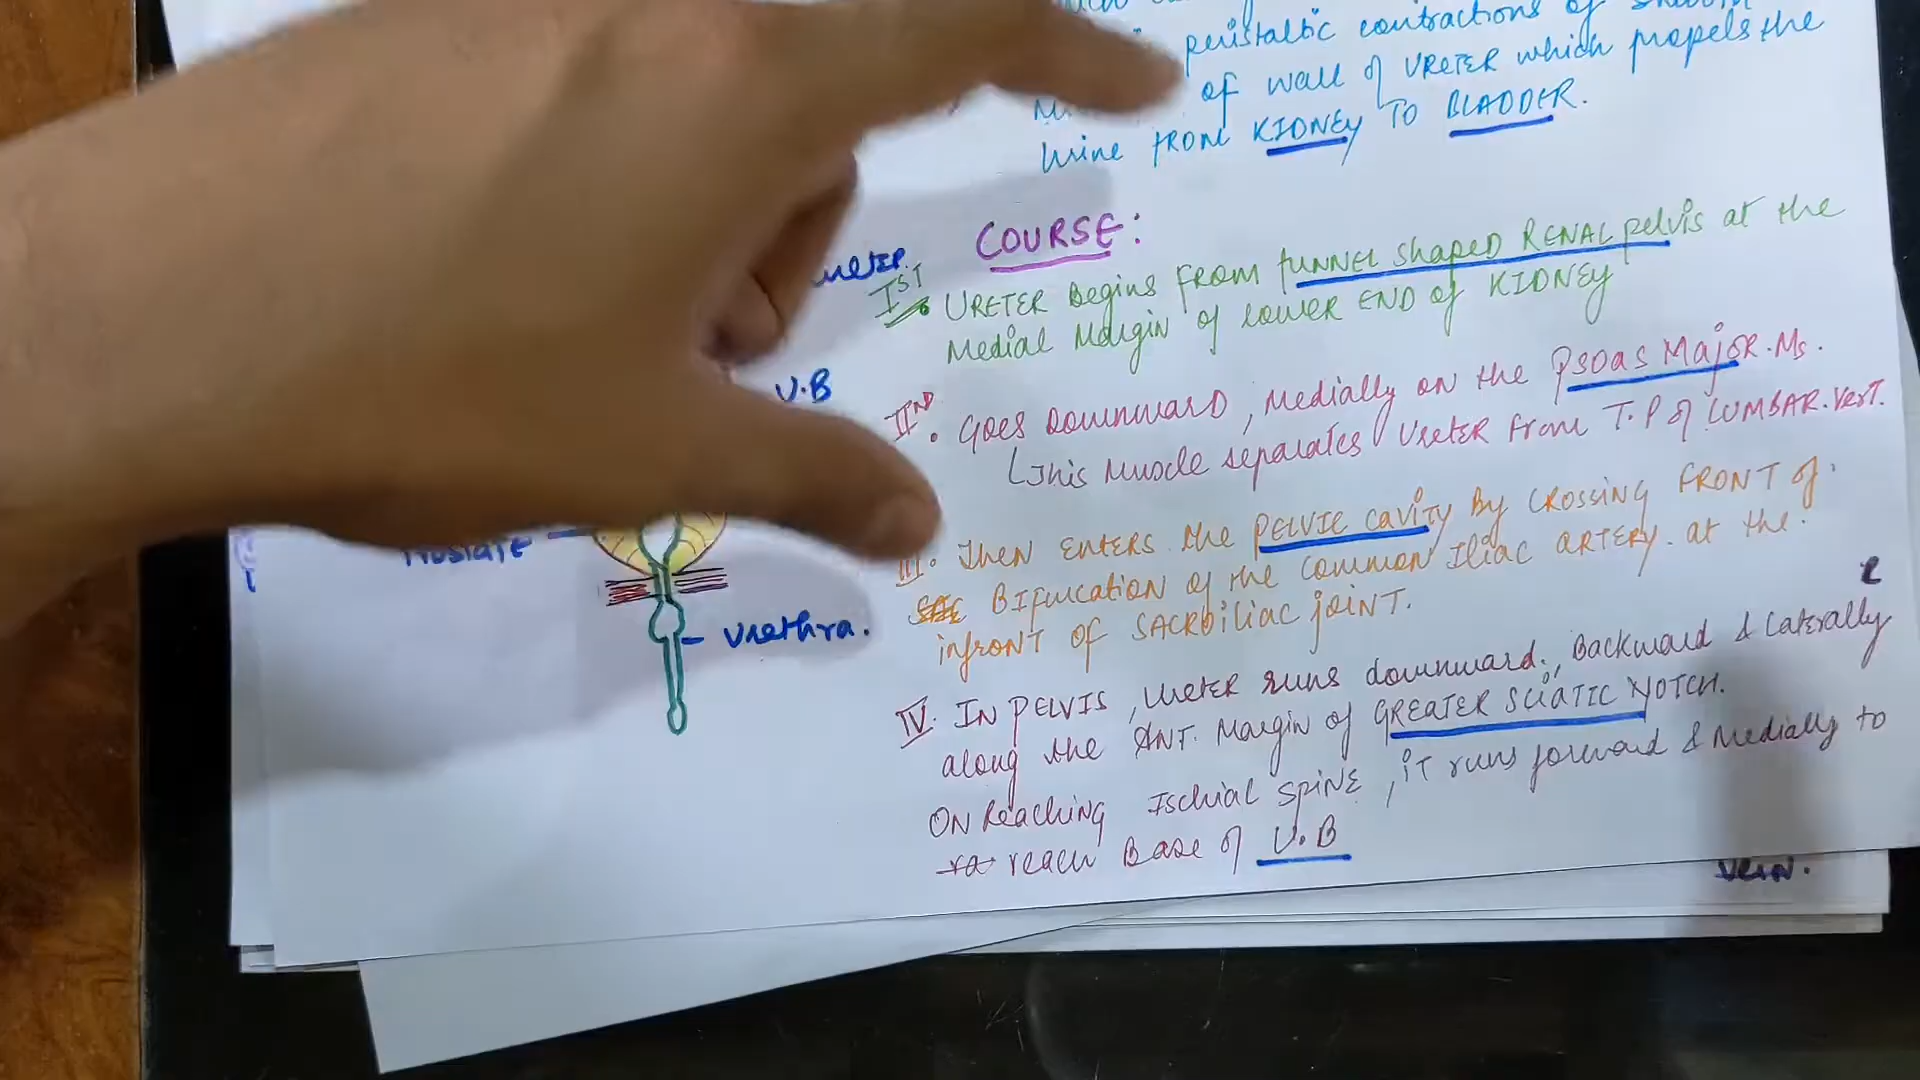 peristaltic contractions of
of wall of URETER which propels the
Urine FROM KIDNEY TO BLADDER.
COURSE:
Ureter
U.B
Prostate
Urethra.
IST URETER Begins FROM FUNNEL shaped RENAL pelvis at the
Medial Margin of lower END of KIDNEY
IIND. Goes DOWNWARD, Medially on the PSOAS MajOR.Ms.
(This Muscle separates Ureter From T.P of LUMBAR.Vert.
III. Then ENTERS the PELVIC cavity By CROSSING FRONT of
Bifurcation of the COMMON Iliac ARTERY. at the
infront OF SACROiliac joiNT.
IV. IN PELVIS, Ureter runs downward, Backward & Laterally
along the ANT. Margin of GREATER SCIATIC NOTCH.
ON Reaching Ischial SPINE, it runs forward & Medially to
reach Base of U.B
VEIN.